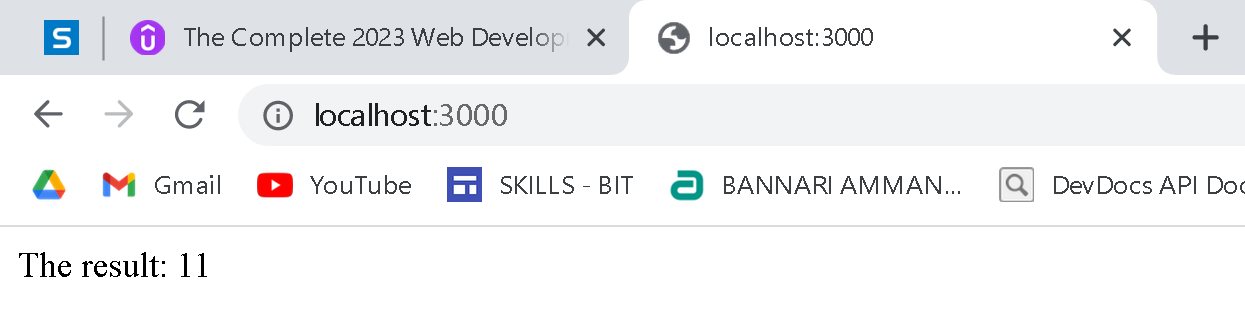 S The Complete 2023 Web Develop localhost:3000
localhost:3000
Gmail YouTube SKILLS - BIT BANNARI AMMAN... DevDocs API Doc
The result: 11